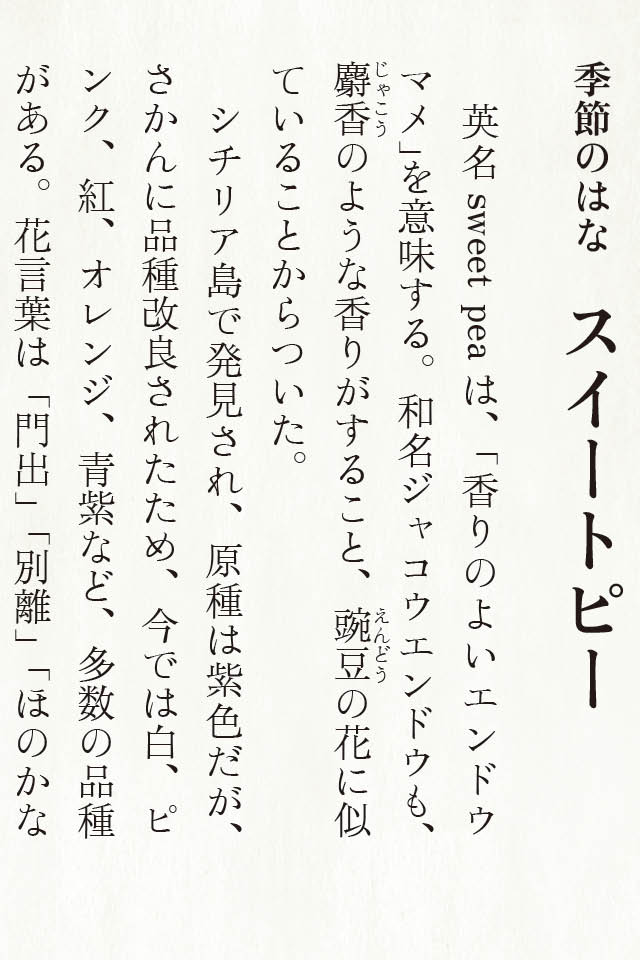 季節のはな スイートピー
英名 sweet pea は、「香りのよいエンドウ
マメ」を意味する。和名ジャコウエンドウも、
麝香のような香りがすること、豌豆の花に似
じゃこう
えんどう
ていることからついた。
シチリア島で発見され、原種は紫色だが、
さかんに品種改良されたため、今では白、ピ
ンク、紅、オレンジ、青紫など、多数の品種
がある。花言葉は「門出」「別離」「ほのかな